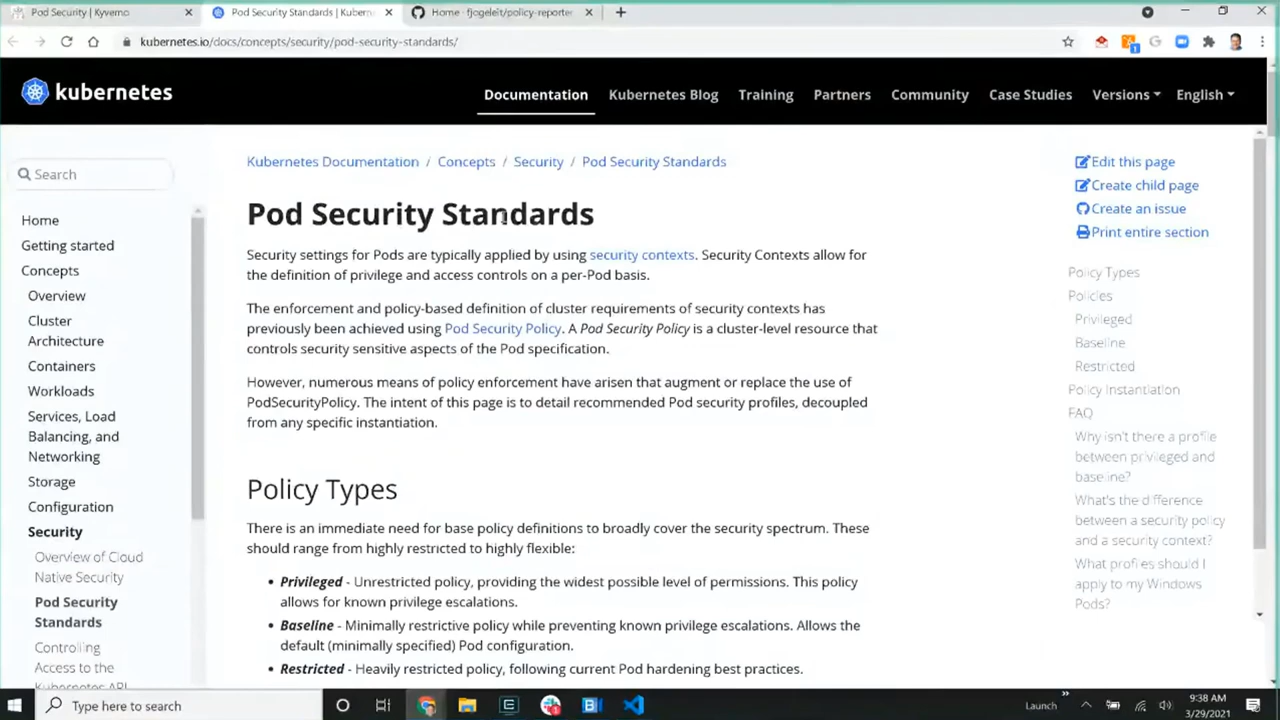 Pod Security | Kyverno
Pod Security Standards | Kubern
Home · fjogeleit/policy-reporter
kubernetes.io/docs/concepts/security/pod-security-standards/
kubernetes
Documentation
Kubernetes Blog
Training
Partners
Community
Case Studies
Versions
English
Search
Home
Getting started
Concepts
Overview
Cluster
Architecture
Containers
Workloads
Services, Load
Balancing, and
Networking
Storage
Configuration
Security
Overview of Cloud
Native Security
Pod Security
Standards
Controlling
Access to the
Kubernetes API
Kubernetes Documentation / Concepts / Security / Pod Security Standards
Pod Security Standards
Security settings for Pods are typically applied by using security contexts. Security Contexts allow for
the definition of privilege and access controls on a per-Pod basis.
The enforcement and policy-based definition of cluster requirements of security contexts has
previously been achieved using Pod Security Policy. A Pod Security Policy is a cluster-level resource that
controls security sensitive aspects of the Pod specification.
However, numerous means of policy enforcement have arisen that augment or replace the use of
PodSecurityPolicy. The intent of this page is to detail recommended Pod security profiles, decoupled
from any specific instantiation.
Policy Types
There is an immediate need for base policy definitions to broadly cover the security spectrum. These
should range from highly restricted to highly flexible:
• Privileged - Unrestricted policy, providing the widest possible level of permissions. This policy
allows for known privilege escalations.
• Baseline - Minimally restrictive policy while preventing known privilege escalations. Allows the
default (minimally specified) Pod configuration.
• Restricted - Heavily restricted policy, following current Pod hardening best practices.
Edit this page
Create child page
Create an issue
Print entire section
Policy Types
Policies
Privileged
Baseline
Restricted
Policy Instantiation
FAQ
Why isn't there a profile
between privileged and
baseline?
What's the difference
between a security policy
and a security context?
What profiles should I
apply to my Windows
Pods?
Type here to search
Launch
9:38 AM
3/29/2021